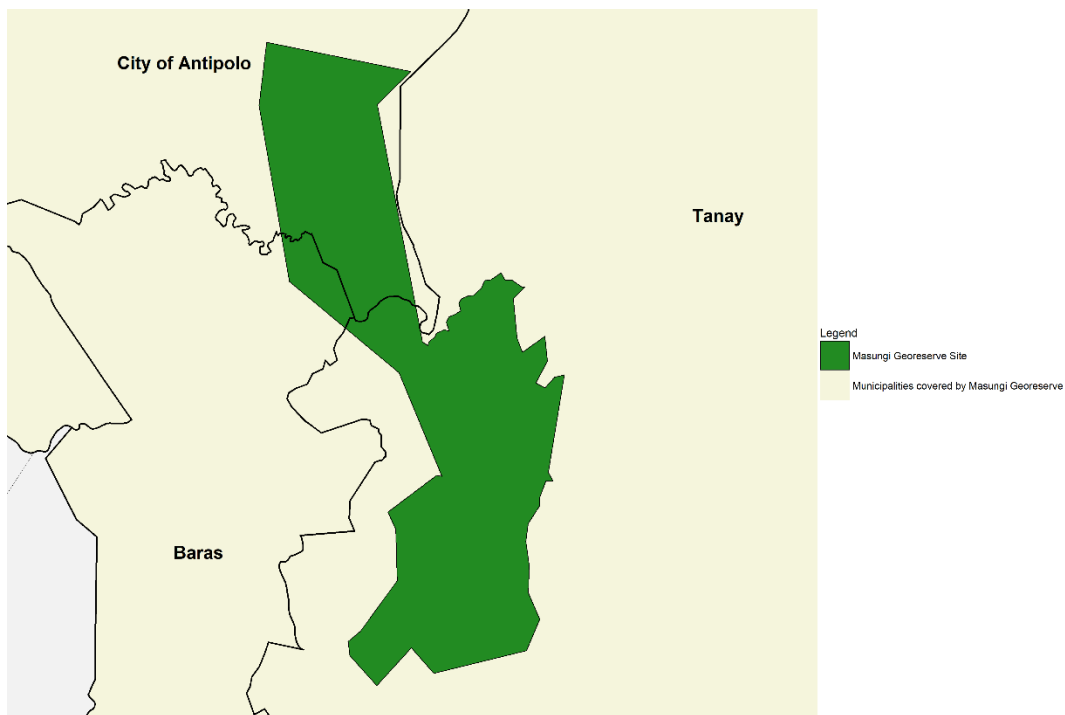 City of Antipolo
Tanay
Legend
Masungi Georeserve Site
Municipalities covered by Masungi Georeserve
Baras